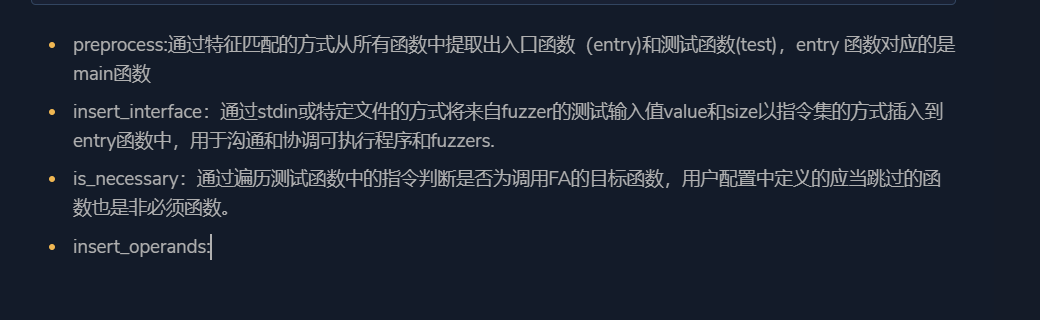 preprocess:通过特征匹配的方式从所有函数中提取出入口函数（entry)和测试函数(test)，entry 函数对应的是
main函数
insert_interface：通过stdin或特定文件的方式将来自fuzzer的测试输入值value和size以指令集的方式插入到
entry函数中，用于沟通和协调可执行程序和fuzzers.
is_necessary：通过遍历测试函数中的指令判断是否为调用FA的目标函数，用户配置中定义的应当跳过的函
数也是非必须函数。
insert_operands: